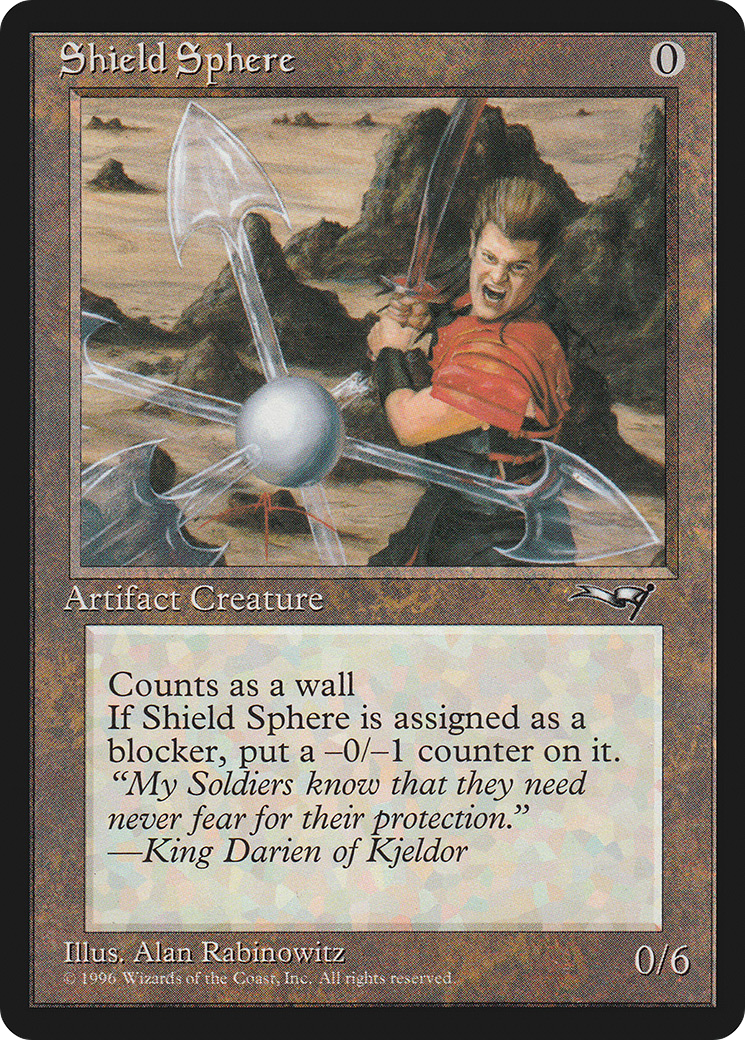 Shield Sphere
0
Artifact Creature
Counts as a wall
If Shield Sphere is assigned as a
blocker, put a –0/–1 counter on it.
“My Soldiers know that they need
never fear for their protection.”
—King Darien of Kjeldor
Illus. Alan Rabinowitz
0/6
© 1996 Wizards of the Coast, Inc. All rights reserved.